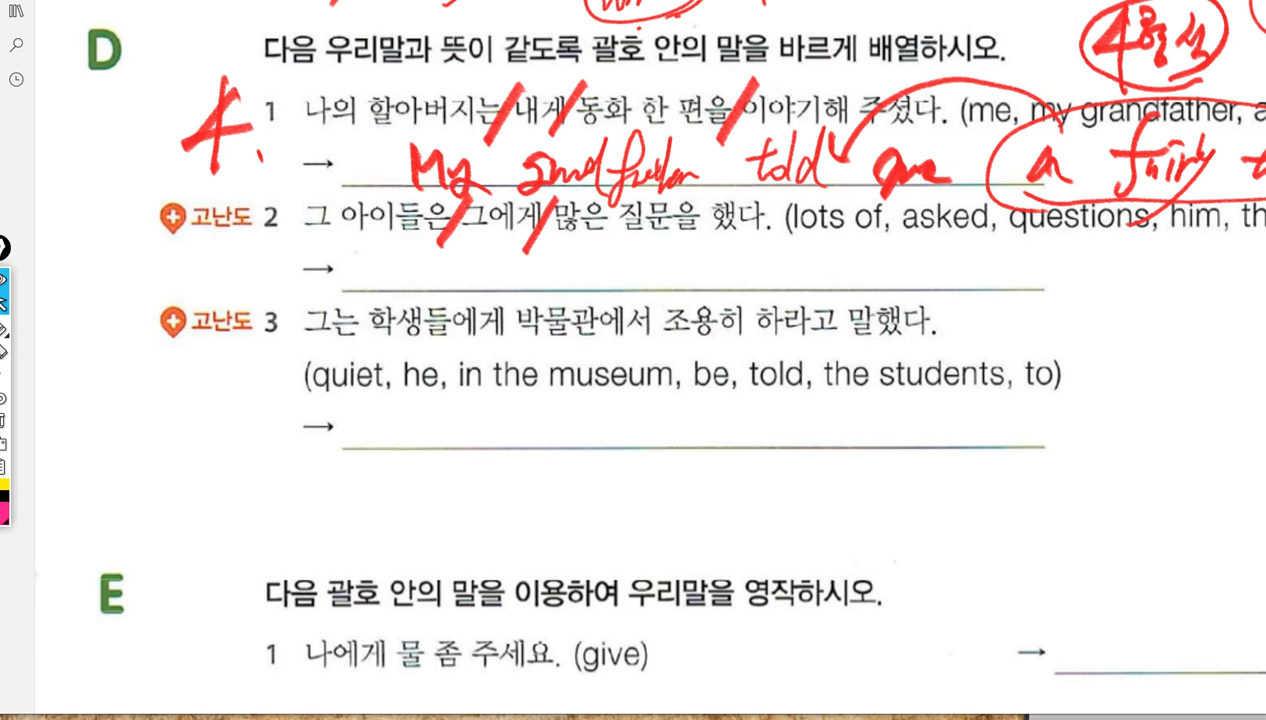 D 다음 우리말과 뜻이 같도록 괄호 안의 말을 바르게 배열하시오.
4형식
4.
1 나의 할아버지는 내게 동화 한 편을 이야기해 주셨다. (me, my grandfather, a
→ My grandfather told me a fairy t
고난도 2 그 아이들은 그에게 많은 질문을 했다. (lots of, asked, questions, him, th
→
고난도 3 그는 학생들에게 박물관에서 조용히 하라고 말했다.
(quiet, he, in the museum, be, told, the students, to)
→
E 다음 괄호 안의 말을 이용하여 우리말을 영작하시오.
1 나에게 물 좀 주세요. (give) →